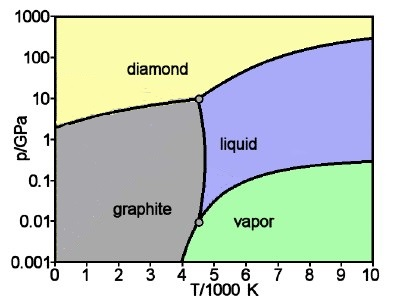 1000
100
10
1
0.1
0.01
0.001
p/GPa
diamond
liquid
graphite
vapor
0 1 2 3 4 5 6 7 8 9 10
T/1000 K